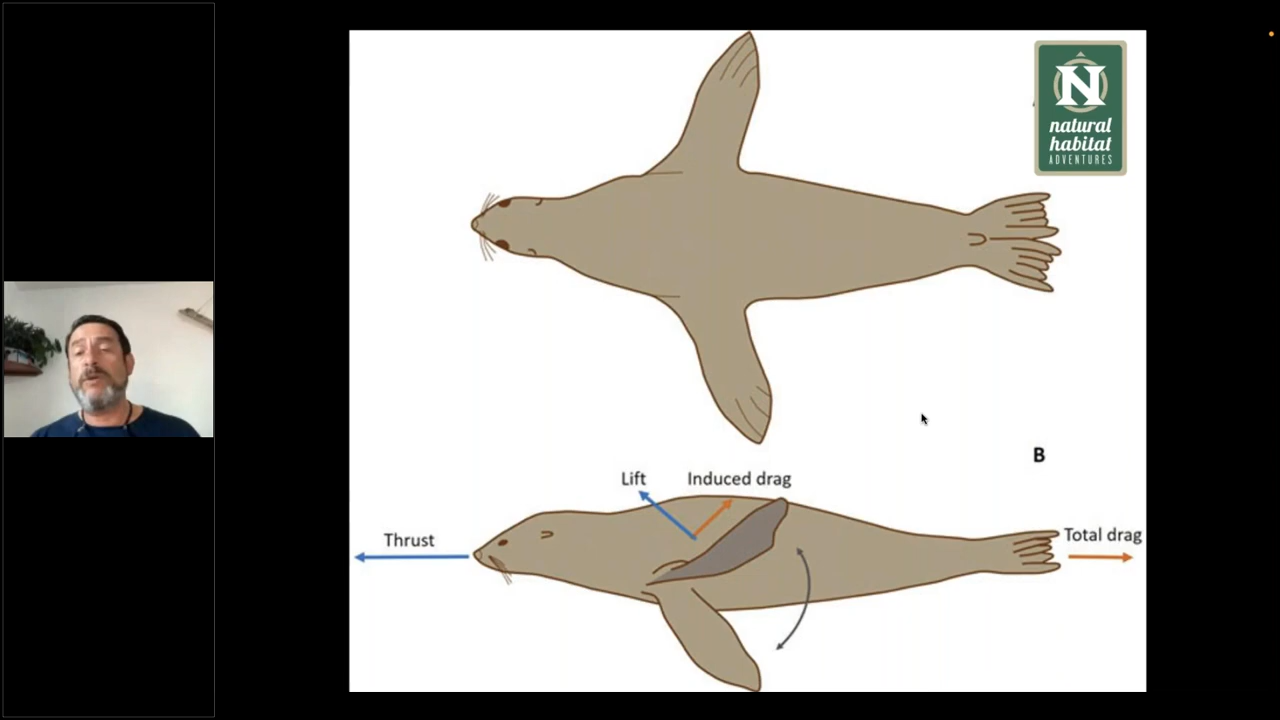 N
natural
habitat
ADVENTURES
B
Lift
Induced drag
Thrust
Total drag